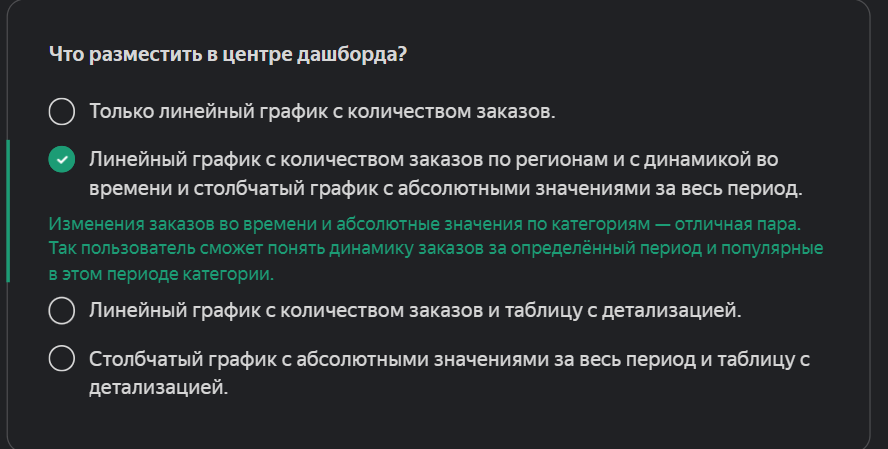 Что разместить в центре дашборда?
Только линейный график с количеством заказов.
Линейный график с количеством заказов по регионам и с динамикой во
времени и столбчатый график с абсолютными значениями за весь период.
Изменения заказов во времени и абсолютные значения по категориям — отличная пара.
Так пользователь сможет понять динамику заказов за определённый период и популярные
в этом периоде категории.
Линейный график с количеством заказов и таблицу с детализацией.
Столбчатый график с абсолютными значениями за весь период и таблицу с
детализацией.